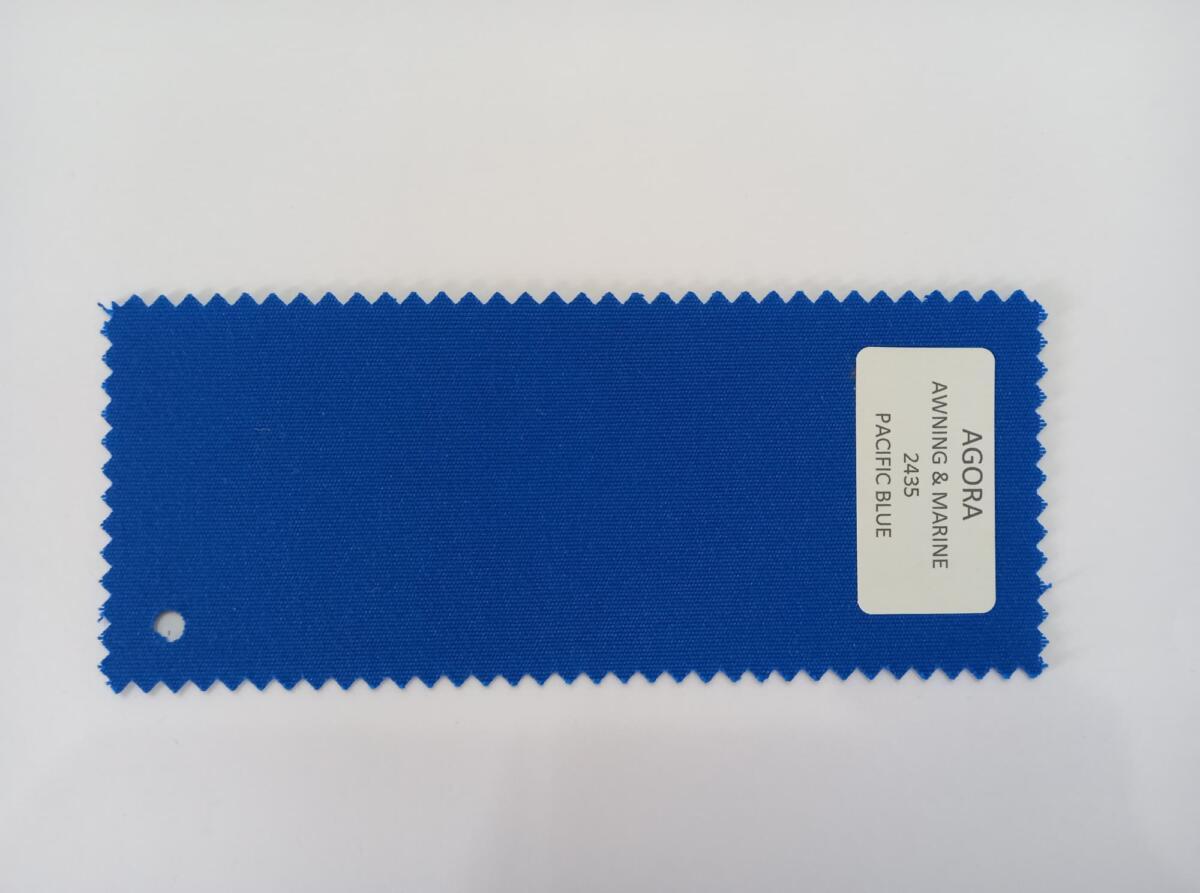 AGORA
AWNING & MARINE
2435
PACIFIC BLUE